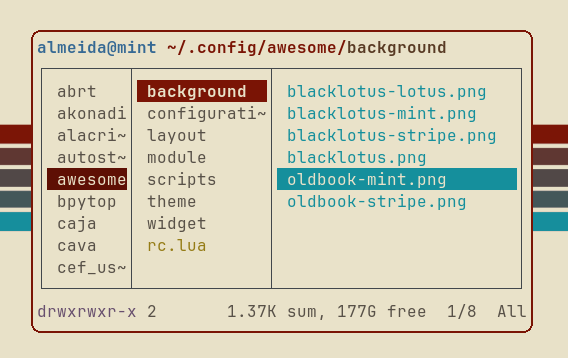 almeida@mint ~/.config/awesome/background
abrt background blacklotus-lotus.png
akonadi configurati~ blacklotus-mint.png
alacri~ layout blacklotus-stripe.png
autost~ module blacklotus.png
awesome scripts oldbook-mint.png
bpytop theme oldbook-stripe.png
caja widget
cava rc.lua
cef_us~
drwxrwxr-x 2 1.37K sum, 177G free 1/8 All